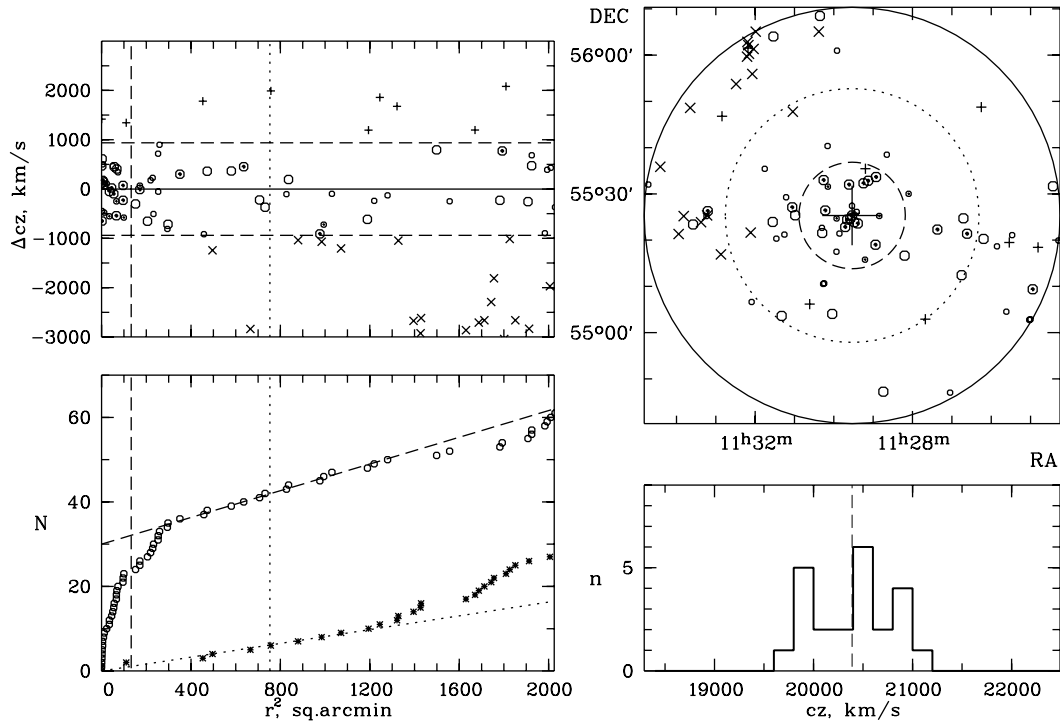 2000
1000
0
-1000
-2000
-3000
Δcz, km/s
60
40
20
0
N
0 400 800 1200 1600 2000
r,² sq.arcmin
DEC
56°00′
55°30′
55°00′
11ʰ32ᵐ 11ʰ28ᵐ
RA
5
0
n
19000 20000 21000 22000
cz, km/s